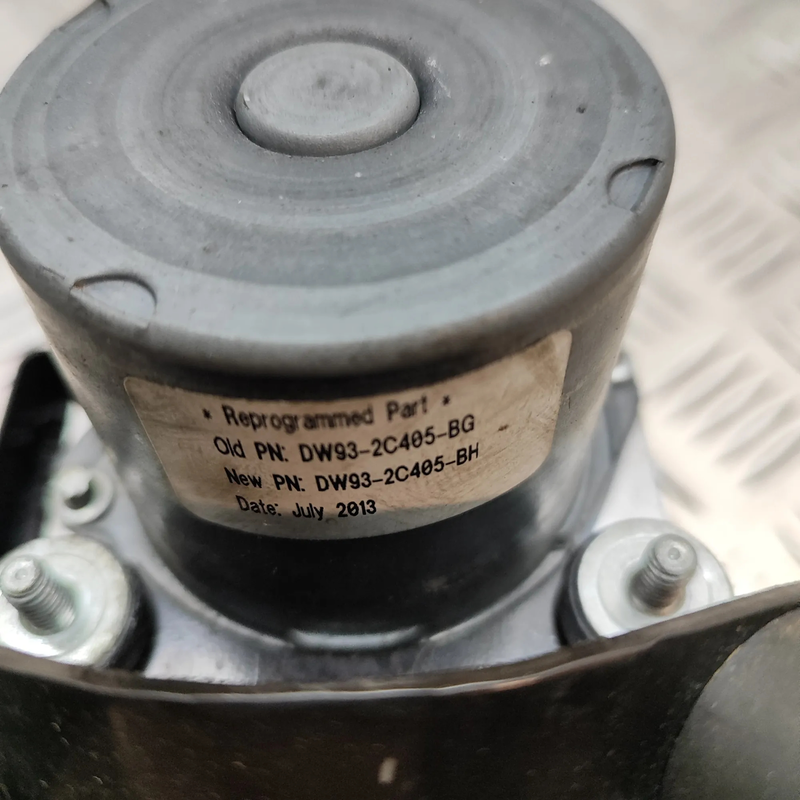 * Reprogrammed Part *
Old PN: DW93-2C405-BG
New PN: DW93-2C405-BH
Date: July 2013